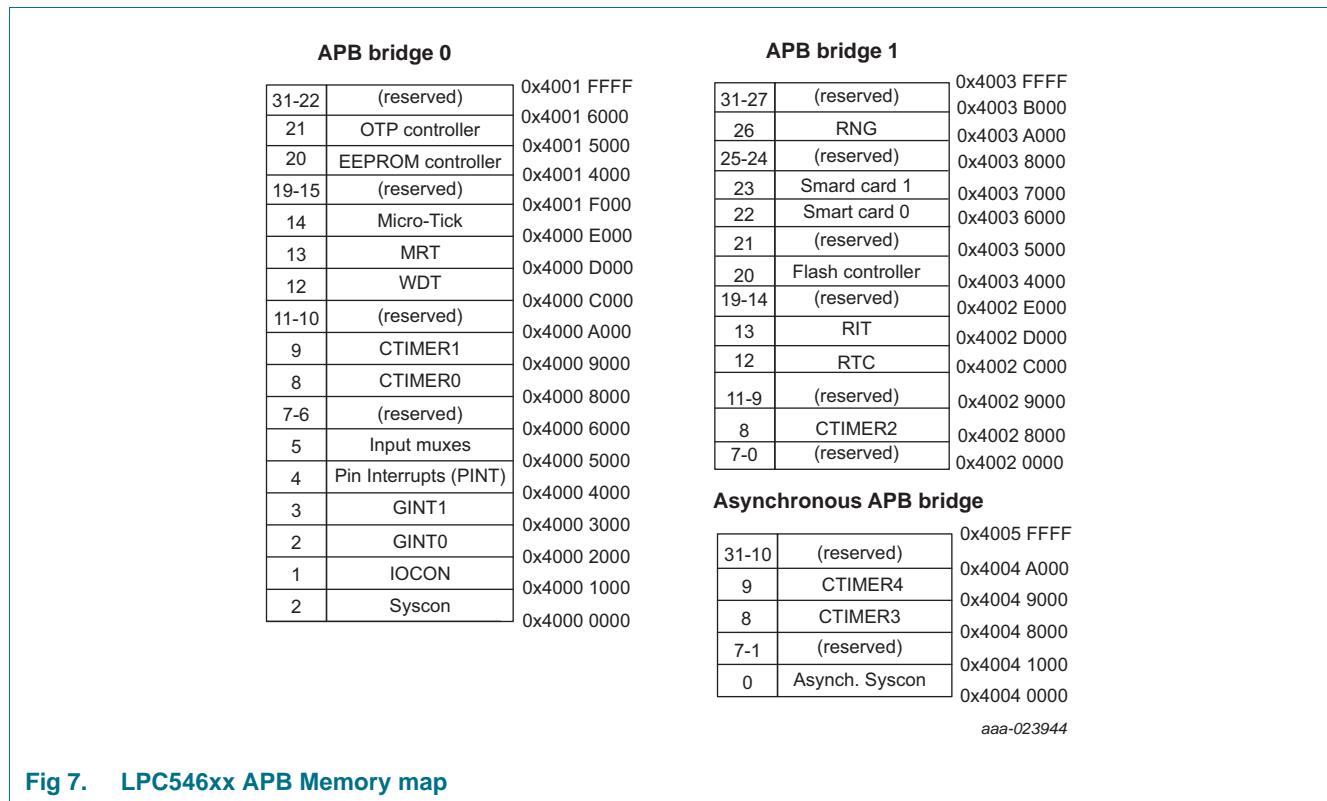 APB bridge 0
31-22 (reserved) 0x4001 FFFF
21 OTP controller 0x4001 6000
20 EEPROM controller 0x4001 5000
19-15 (reserved) 0x4001 4000
14 Micro-Tick 0x4001 F000
13 MRT 0x4000 E000
12 WDT 0x4000 D000
11-10 (reserved) 0x4000 C000
9 CTIMER1 0x4000 A000
8 CTIMER0 0x4000 9000
7-6 (reserved) 0x4000 8000
5 Input muxes 0x4000 6000
4 Pin Interrupts (PINT) 0x4000 5000
3 GINT1 0x4000 4000
2 GINT0 0x4000 3000
1 IOCON 0x4000 2000
2 Syscon 0x4000 1000
0x4000 0000
APB bridge 1
31-27 (reserved) 0x4003 FFFF
26 RNG 0x4003 B000
25-24 (reserved) 0x4003 A000
23 Smard card 1 0x4003 8000
22 Smart card 0 0x4003 7000
21 (reserved) 0x4003 6000
20 Flash controller 0x4003 5000
19-14 (reserved) 0x4003 4000
13 RIT 0x4002 E000
12 RTC 0x4002 D000
11-9 (reserved) 0x4002 C000
8 CTIMER2 0x4002 9000
7-0 (reserved) 0x4002 8000
0x4002 0000
Asynchronous APB bridge
31-10 (reserved) 0x4005 FFFF
9 CTIMER4 0x4004 A000
8 CTIMER3 0x4004 9000
7-1 (reserved) 0x4004 8000
0 Asynch. Syscon 0x4004 1000
0x4004 0000
aaa-023944
Fig 7. LPC546xx APB Memory map